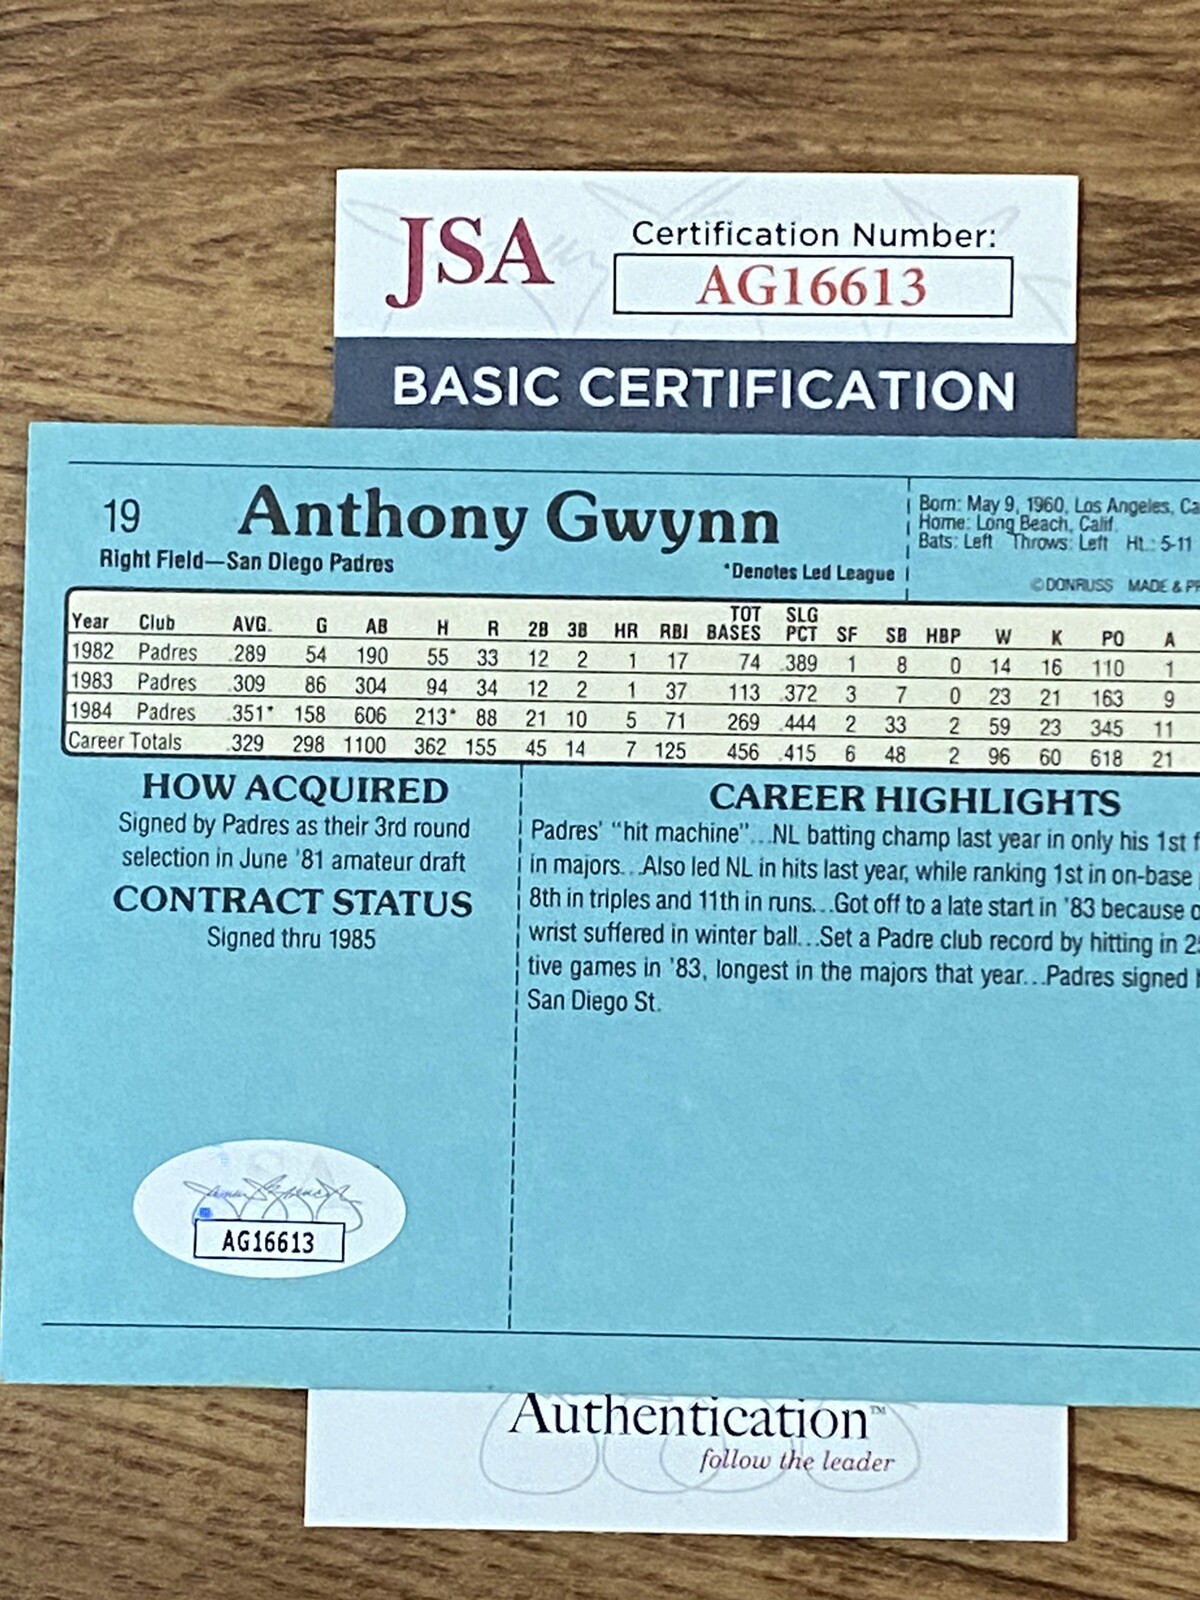 JSA
Certification Number:
AG16613
BASIC CERTIFICATION
19
Anthony Gwynn
Right Field—San Diego Padres
*Denotes Led League
Born: May 9, 1960, Los Angeles, Ca
Home: Long Beach, Calif.
Bats: Left Throws: Left Ht.: 5-11
© DONRUSS MADE & PR
Year Club AVG. G AB H R 2B 3B HR RBI TOT BASES SLG PCT SF SB HBP W K PO A
1982 Padres .289 54 190 55 33 12 2 1 17 74 .389 1 8 0 14 16 110 1
1983 Padres .309 86 304 94 34 12 2 1 37 113 .372 3 7 0 23 21 163 9
1984 Padres .351* 158 606 213* 88 21 10 5 71 269 .444 2 33 2 59 23 345 11
Career Totals .329 298 1100 362 155 45 14 7 125 456 .415 6 48 2 96 60 618 21
HOW ACQUIRED
Signed by Padres as their 3rd round
selection in June '81 amateur draft
CONTRACT STATUS
Signed thru 1985
CAREER HIGHLIGHTS
Padres' "hit machine"...NL batting champ last year in only his 1st f
in majors...Also led NL in hits last year, while ranking 1st in on-base
8th in triples and 11th in runs...Got off to a late start in '83 because o
wrist suffered in winter ball...Set a Padre club record by hitting in 25
tive games in '83, longest in the majors that year...Padres signed h
San Diego St.
AG16613
Authentication™
follow the leader